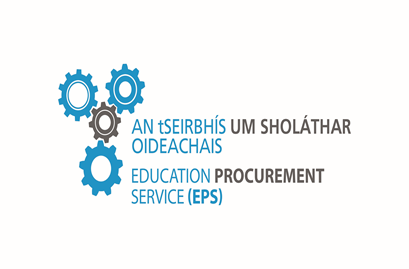 AN tSEIRBHÍS UM SHOLÁTHAR
OIDEACHAIS
EDUCATION PROCUREMENT
SERVICE (EPS)